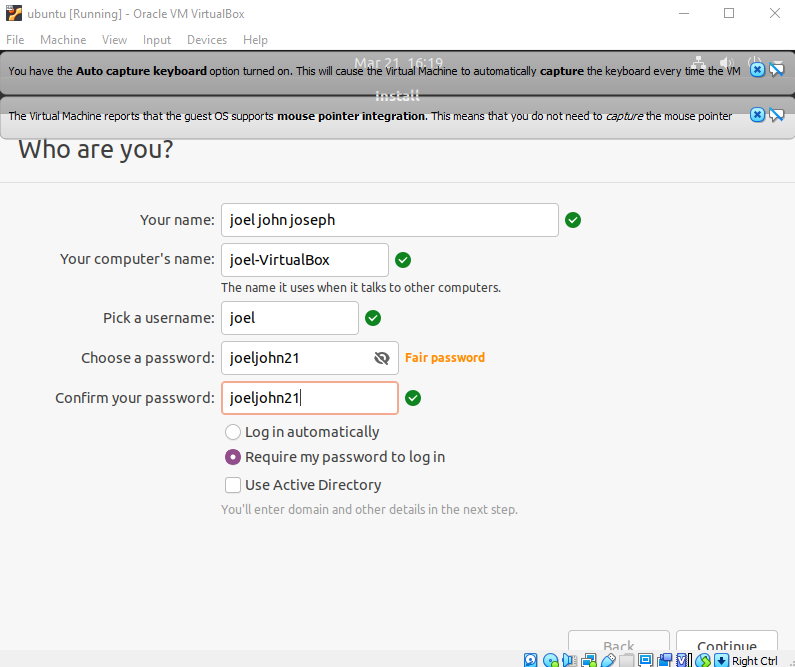 ubuntu [Running] - Oracle VM VirtualBox
File Machine View Input Devices Help
Mar 21 16:19
You have the Auto capture keyboard option turned on. This will cause the Virtual Machine to automatically capture the keyboard every time the VM
Install
The Virtual Machine reports that the guest OS supports mouse pointer integration. This means that you do not need to capture the mouse pointer
Who are you?
Your name: joel john joseph
Your computer's name: joel-VirtualBox
The name it uses when it talks to other computers.
Pick a username: joel
Choose a password: joeljohn21 Fair password
Confirm your password: joeljohn21
Log in automatically
Require my password to log in
Use Active Directory
You'll enter domain and other details in the next step.
Back Continue
Right Ctrl